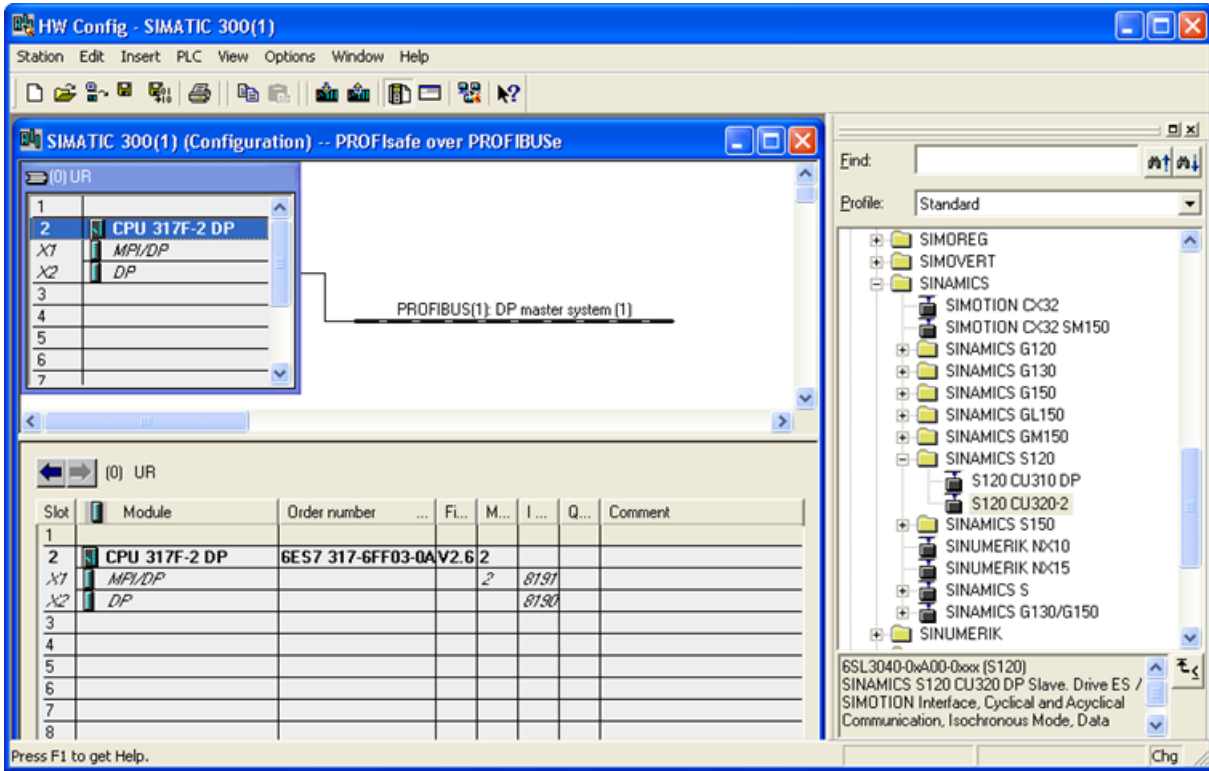 HW Config - SIMATIC 300(1)
Station Edit Insert PLC View Options Window Help
SIMATIC 300(1) (Configuration) -- PROFIsafe over PROFIBUSe
(0) UR
1
2 CPU 317F-2 DP
X1 MPI/DP
X2 DP
3
4
5
6
7
PROFIBUS(1): DP master system (1)
(0) UR
Slot Module Order number ... Fi... M... I ... Q... Comment
1
2 CPU 317F-2 DP 6ES7 317-6FF03-0A V2.6 2
X1 MPI/DP 2 8191
X2 DP 8190
3
4
5
6
7
8
Find:
Profile: Standard
SIMOREG
SIMOVERT
SINAMICS
SIMOTION CX32
SIMOTION CX32 SM150
SINAMICS G120
SINAMICS G130
SINAMICS G150
SINAMICS GL150
SINAMICS GM150
SINAMICS S120
S120 CU310 DP
S120 CU320-2
SINAMICS S150
SINUMERIK NX10
SINUMERIK NX15
SINAMICS S
SINAMICS G130/G150
SINUMERIK
6SL3040-0xA00-0xxx (S120)
SINAMICS S120 CU320 DP Slave. Drive ES /
SIMOTION Interface, Cyclical and Acyclical
Communication, Isochronous Mode, Data
Press F1 to get Help.
Chg